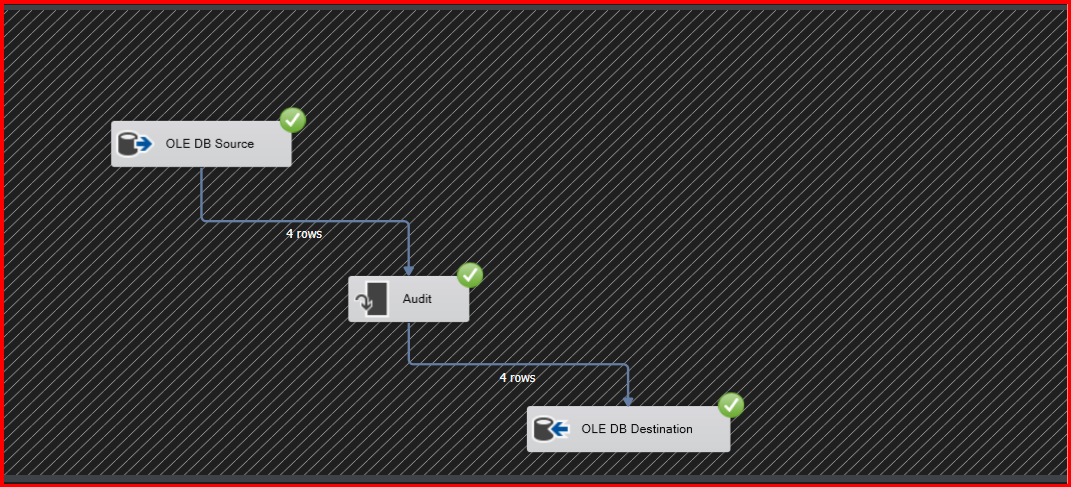 OLE DB Source
4 rows
Audit
4 rows
OLE DB Destination